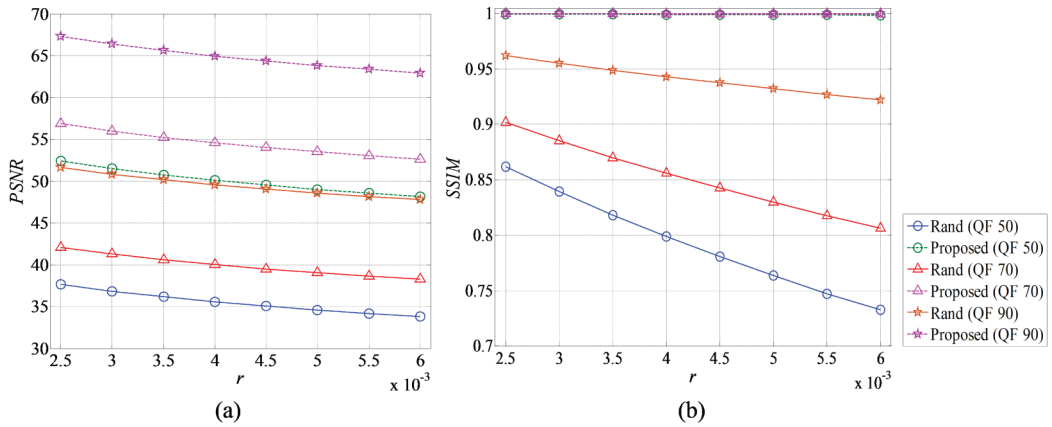 70
65
60
55
50
45
40
35
30
PSNR
2.5 3 3.5 4 4.5 5 5.5 6
r
x 10-3
(a)
1
0.95
0.9
0.85
0.8
0.75
0.7
SSIM
2.5 3 3.5 4 4.5 5 5.5 6
r
x 10-3
(b)
Rand (QF 50)
Proposed (QF 50)
Rand (QF 70)
Proposed (QF 70)
Rand (QF 90)
Proposed (QF 90)